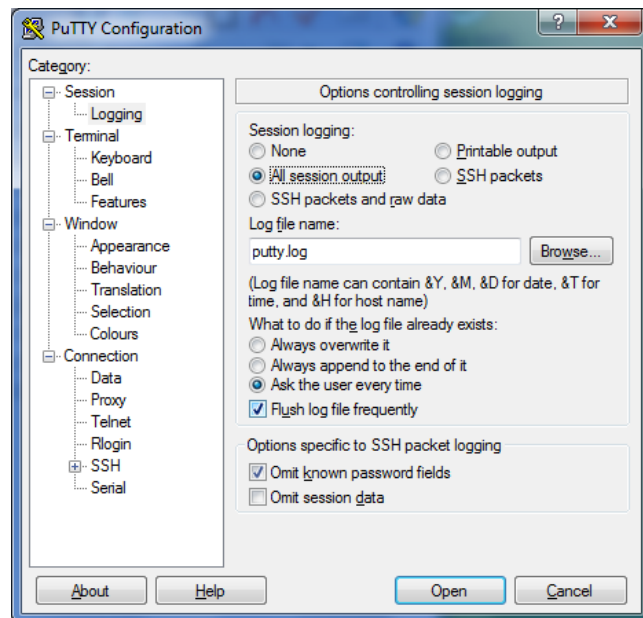 PuTTY Configuration
Category:
Session
Logging
Terminal
Keyboard
Bell
Features
Window
Appearance
Behaviour
Translation
Selection
Colours
Connection
Data
Proxy
Telnet
Rlogin
SSH
Serial
Options controlling session logging
Session logging:
None
Printable output
All session output
SSH packets
SSH packets and raw data
Log file name:
putty.log
Browse...
(Log file name can contain &Y, &M, &D for date, &T for
time, and &H for host name)
What to do if the log file already exists:
Always overwrite it
Always append to the end of it
Ask the user every time
Flush log file frequently
Options specific to SSH packet logging
Omit known password fields
Omit session data
About
Help
Open
Cancel